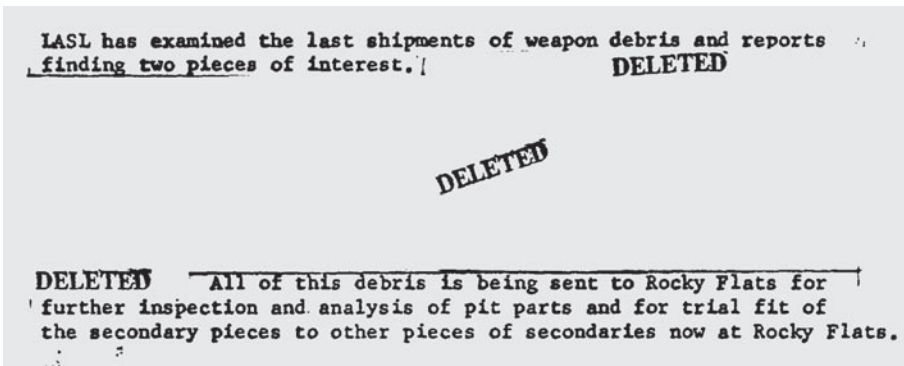 LASL has examined the last shipments of weapon debris and reports
finding two pieces of interest. DELETED
DELETED
DELETED All of this debris is being sent to Rocky Flats for
further inspection and analysis of pit parts and for trial fit of
the secondary pieces to other pieces of secondaries now at Rocky Flats.